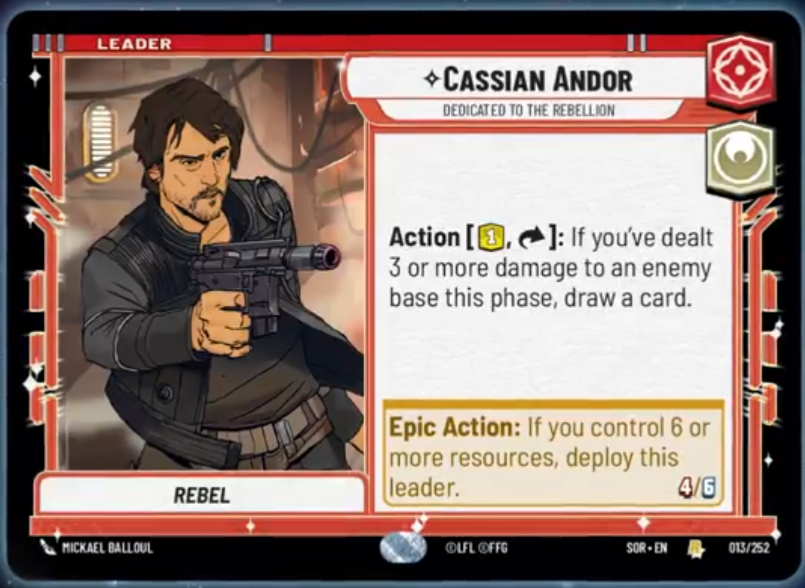 LEADER
CASSIAN ANDOR
DEDICATED TO THE REBELLION
Action [1, ]: If you've dealt
3 or more damage to an enemy
base this phase, draw a card.
Epic Action: If you control 6 or
more resources, deploy this
leader.
4/6
REBEL
MICKAEL BALLOUL
©LFL ©FFG
SOR • EN
R
013/252